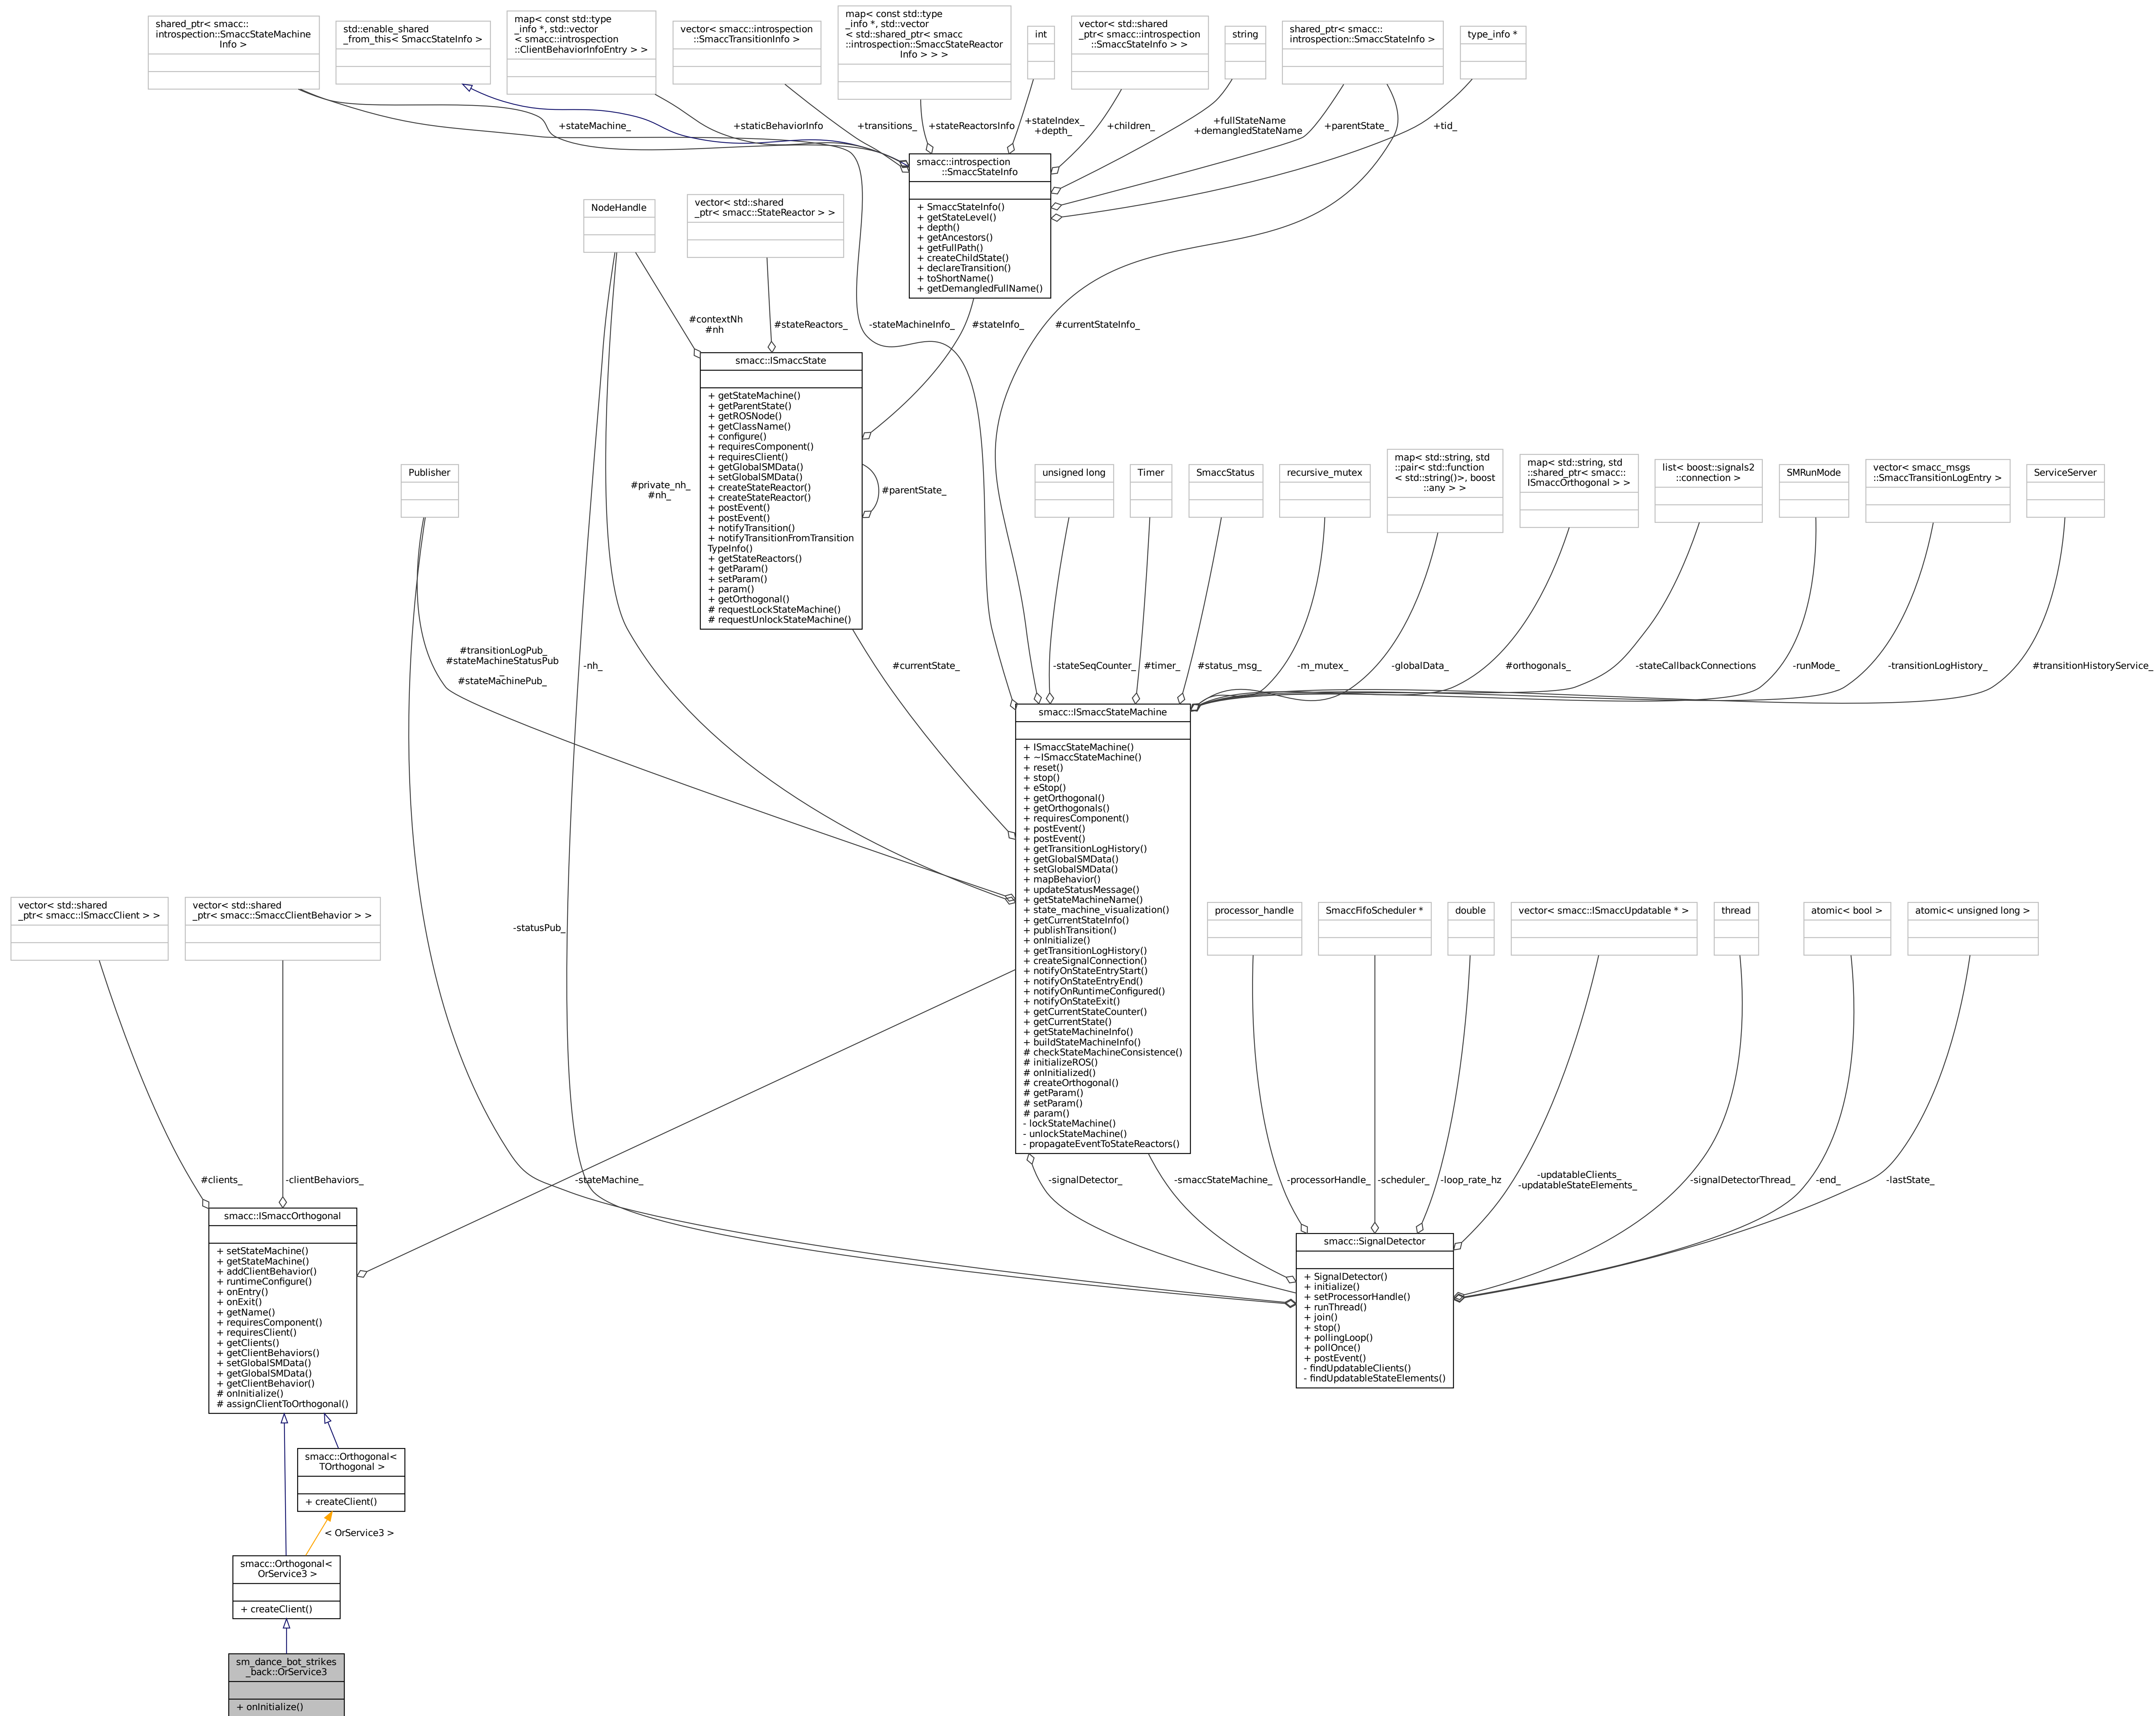 shared_ptr< smacc::
introspection::SmaccStateMachine
Info >
std::enable_shared
_from_this< SmaccStateInfo >
map< const std::type
_info *, std::vector
< smacc::introspection
::ClientBehaviorInfoEntry > >
vector< smacc::introspection
::SmaccTransitionInfo >
map< const std::type
_info *, std::vector
< std::shared_ptr< smacc
::introspection::SmaccStateReactor
Info > > >
int
vector< std::shared
_ptr< smacc::introspection
::SmaccStateInfo > >
string
shared_ptr< smacc::
introspection::SmaccStateInfo >
type_info *
+stateMachine_
+staticBehaviorInfo
+transitions_
+stateReactorsInfo
+stateIndex_
+depth_
+children_
+fullStateName
+demangledStateName
+parentState_
+tid_
smacc::introspection
::SmaccStateInfo
+ SmaccStateInfo()
+ getStateLevel()
+ depth()
+ getAncestors()
+ getFullPath()
+ createChildState()
+ declareTransition()
+ toShortName()
+ getDemangledFullName()
NodeHandle
vector< std::shared
_ptr< smacc::StateReactor > >
#contextNh
#nh
#stateReactors_
-stateMachineInfo_
#stateInfo_
#currentStateInfo_
smacc::ISmaccState
+ getStateMachine()
+ getParentState()
+ getROSNode()
+ getClassName()
+ configure()
+ requiresComponent()
+ requiresClient()
+ getGlobalSMData()
+ setGlobalSMData()
+ createStateReactor()
+ createStateReactor()
+ postEvent()
+ postEvent()
+ notifyTransition()
+ notifyTransitionFromTransition
TypeInfo()
+ getStateReactors()
+ getParam()
+ setParam()
+ param()
+ getOrthogonal()
# requestLockStateMachine()
# requestUnlockStateMachine()
#parentState_
Publisher
#private_nh_
#nh_
unsigned long
Timer
SmaccStatus
recursive_mutex
map< std::string, std
::pair< std::function
< std::string()>, boost
::any > >
map< std::string, std
::shared_ptr< smacc::
ISmaccOrthogonal > >
list< boost::signals2
::connection >
SMRunMode
vector< smacc_msgs
::SmaccTransitionLogEntry >
ServiceServer
#transitionLogPub_
#stateMachineStatusPub
_
#stateMachinePub_
-nh_
#currentState_
-stateSeqCounter_
#timer_
#status_msg_
-m_mutex_
-globalData_
#orthogonals_
-stateCallbackConnections
-runMode_
-transitionLogHistory_
#transitionHistoryService_
smacc::ISmaccStateMachine
+ ISmaccStateMachine()
+ ~ISmaccStateMachine()
+ reset()
+ stop()
+ eStop()
+ getOrthogonal()
+ getOrthogonals()
+ requiresComponent()
+ postEvent()
+ postEvent()
+ getTransitionLogHistory()
+ getGlobalSMData()
+ setGlobalSMData()
+ mapBehavior()
+ updateStatusMessage()
+ getStateMachineName()
+ state_machine_visualization()
+ getCurrentStateInfo()
+ publishTransition()
+ onInitialize()
+ getTransitionLogHistory()
+ createSignalConnection()
+ notifyOnStateEntryStart()
+ notifyOnStateEntryEnd()
+ notifyOnRuntimeConfigured()
+ notifyOnStateExit()
+ getCurrentStateCounter()
+ getCurrentState()
+ getStateMachineInfo()
+ buildStateMachineInfo()
# checkStateMachineConsistence()
# initializeROS()
# onInitialized()
# createOrthogonal()
# getParam()
# setParam()
# param()
- lockStateMachine()
- unlockStateMachine()
- propagateEventToStateReactors()
vector< std::shared
_ptr< smacc::ISmaccClient > >
vector< std::shared
_ptr< smacc::SmaccClientBehavior > >
-statusPub_
processor_handle
SmaccFifoScheduler *
double
vector< smacc::ISmaccUpdatable * >
thread
atomic< bool >
atomic< unsigned long >
#clients_
-clientBehaviors_
-stateMachine_
-signalDetector_
-smaccStateMachine_
-processorHandle_
-scheduler_
-loop_rate_hz
-updatableClients_
-updatableStateElements_
-signalDetectorThread_
-end_
-lastState_
smacc::ISmaccOrthogonal
+ setStateMachine()
+ getStateMachine()
+ addClientBehavior()
+ runtimeConfigure()
+ onEntry()
+ onExit()
+ getName()
+ requiresComponent()
+ requiresClient()
+ getClients()
+ getClientBehaviors()
+ setGlobalSMData()
+ getGlobalSMData()
+ getClientBehavior()
# onInitialize()
# assignClientToOrthogonal()
smacc::SignalDetector
+ SignalDetector()
+ initialize()
+ setProcessorHandle()
+ runThread()
+ join()
+ stop()
+ pollingLoop()
+ pollOnce()
+ postEvent()
- findUpdatableClients()
- findUpdatableStateElements()
smacc::Orthogonal<
TOrthogonal >
+ createClient()
< OrService3 >
smacc::Orthogonal<
OrService3 >
+ createClient()
sm_dance_bot_strikes
_back::OrService3
+ onInitialize()